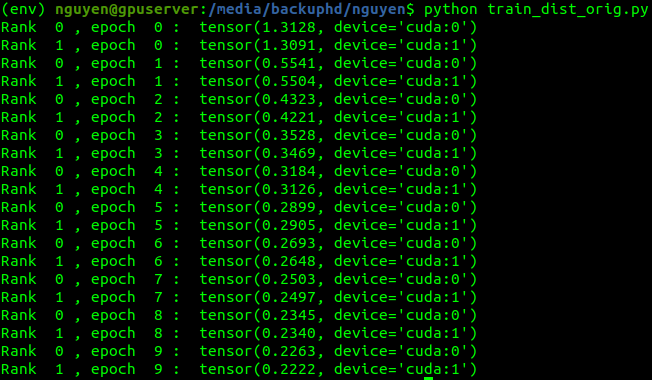 (env) nguyen@gpuserver:/media/backuphd/nguyen$ python train_dist_orig.py
Rank  0 , epoch  0 :  tensor(1.3128, device='cuda:0')
Rank  1 , epoch  0 :  tensor(1.3091, device='cuda:1')
Rank  0 , epoch  1 :  tensor(0.5541, device='cuda:0')
Rank  1 , epoch  1 :  tensor(0.5504, device='cuda:1')
Rank  0 , epoch  2 :  tensor(0.4323, device='cuda:0')
Rank  1 , epoch  2 :  tensor(0.4221, device='cuda:1')
Rank  0 , epoch  3 :  tensor(0.3528, device='cuda:0')
Rank  1 , epoch  3 :  tensor(0.3469, device='cuda:1')
Rank  0 , epoch  4 :  tensor(0.3184, device='cuda:0')
Rank  1 , epoch  4 :  tensor(0.3126, device='cuda:1')
Rank  0 , epoch  5 :  tensor(0.2899, device='cuda:0')
Rank  1 , epoch  5 :  tensor(0.2905, device='cuda:1')
Rank  0 , epoch  6 :  tensor(0.2693, device='cuda:0')
Rank  1 , epoch  6 :  tensor(0.2648, device='cuda:1')
Rank  0 , epoch  7 :  tensor(0.2503, device='cuda:0')
Rank  1 , epoch  7 :  tensor(0.2497, device='cuda:1')
Rank  0 , epoch  8 :  tensor(0.2345, device='cuda:0')
Rank  1 , epoch  8 :  tensor(0.2340, device='cuda:1')
Rank  0 , epoch  9 :  tensor(0.2263, device='cuda:0')
Rank  1 , epoch  9 :  tensor(0.2222, device='cuda:1')